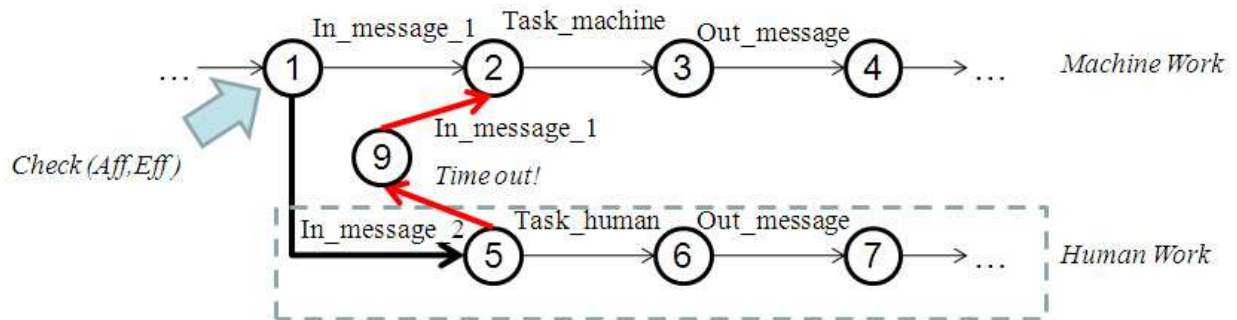 In_message_1 Task_machine Out_message
… 1 2 3 4 … Machine Work
In_message_1
9
Check (Aff,Eff) Time out!
In_message_2 Task_human Out_message
5 6 7 … Human Work